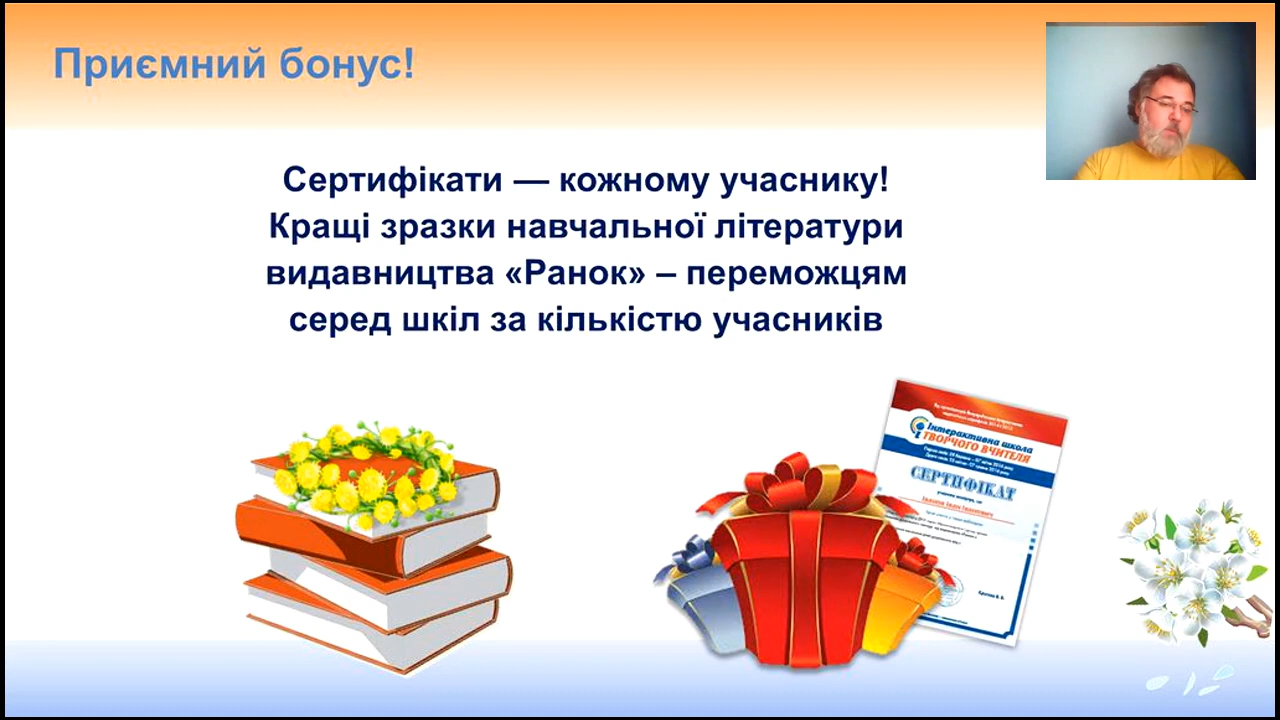 Приємний бонус!
Сертифікати — кожному учаснику!
Кращі зразки навчальної літератури
видавництва «Ранок» – переможцям
серед шкіл за кількістю учасників
Інтерактивна школа
ТВОРЧОГО ВЧИТЕЛЯ
СЕРТИФІКАТ